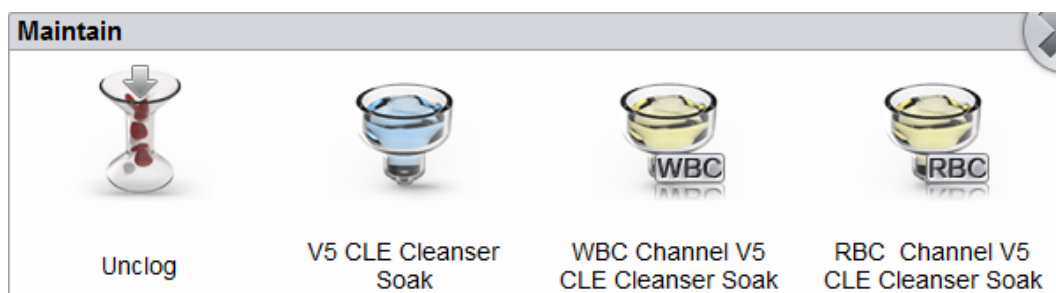 Maintain
WBC
RBC
Unclog
V5 CLE Cleanser
Soak
WBC Channel V5
CLE Cleanser Soak
RBC Channel V5
CLE Cleanser Soak